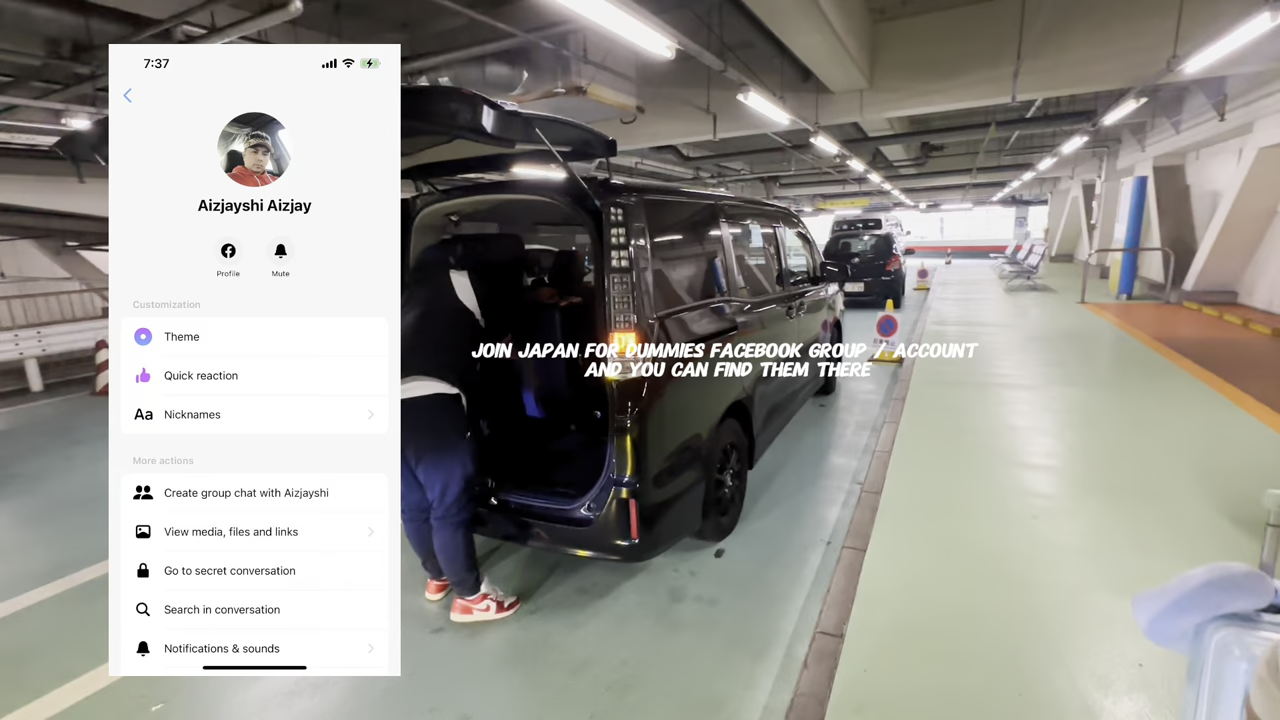 7:37
Aizjayshi Aizjay
Profile
Mute
Customization
Theme
Quick reaction
Aa Nicknames
More actions
Create group chat with Aizjayshi
View media, files and links
Go to secret conversation
Search in conversation
Notifications & sounds
JOIN JAPAN FOR DUMMIES FACEBOOK GROUP / ACCOUNT
AND YOU CAN FIND THEM THERE